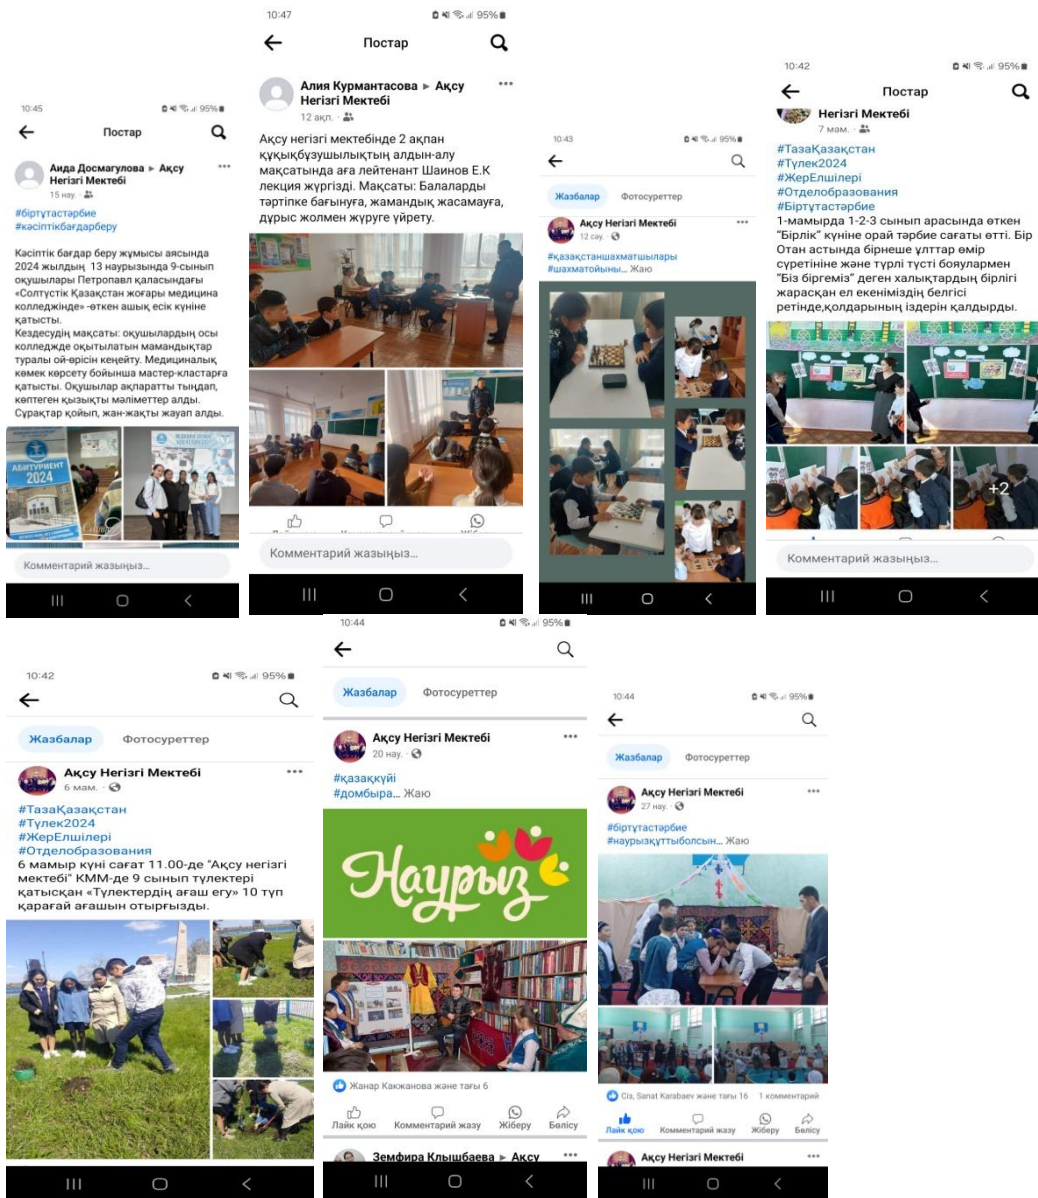 10:45
95%
Постар
Аида Досмагулова ▸ Ақсу
Негізгі Мектебі
15 нау.
#біртұтастәрбие
#кәсіптікбағдарберу
Кәсіптік бағдар беру жұмысы аясында
2024 жылдың 13 наурызында 9-сынып
оқушылары Петропавл қаласындағы
«Солтүстік Қазақстан жоғары медицина
колледжінде» -өткен ашық есік күніне
қатысты.
Кездесудің мақсаты: оқушылардың осы
колледжде оқытылатын мамандықтар
туралы ой-өрісін кеңейту. Медициналық
көмек көрсету бойынша мастер-кластарға
қатысты. Оқушылар ақпаратты тыңдап,
көптеген қызықты мәліметтер алды.
Сұрақтар қойып, жан-жақты жауап алды.
АБИТУРИЕНТ
2024
Комментарий жазыңыз...
10:47
95%
Постар
Алия Курмантасова ▸ Ақсу
Негізгі Мектебі
12 ақп.
Ақсу негізгі мектебінде 2 ақпан
құқықбұзушылықтың алдын-алу
мақсатында аға лейтенант Шаинов Е.К
лекция жүргізді. Мақсаты: Балаларды
тәртіпке бағынуға, жамандық жасамауға,
дұрыс жолмен жүруге үйрету.
Комментарий жазыңыз...
10:43
95%
Жазбалар Фотосуреттер
Ақсу Негізгі Мектебі
12 сәу.
#қазақстаншахматшылары
#шахматойыны... Жаю
10:42
95%
Постар
Негізгі Мектебі
7 мам.
#ТазаҚазақстан
#Түлек2024
#ЖерЕлшілері
#Отделобразования
#Біртұтастәрбие
1-мамырда 1-2-3 сынып арасында өткен
“Бірлік” күніне орай тәрбие сағаты өтті. Бір
Отан астында бірнеше ұлттар өмір
суретініне және түрлі түсті бояулармен
“Біз біргеміз” деген халықтардың бірлігі
жарасқан ел екеніміздің белгісі
ретінде,қолдарының іздерін қалдырды.
+2
Комментарий жазыңыз...
10:42
95%
Жазбалар Фотосуреттер
Ақсу Негізгі Мектебі
6 мам.
#ТазаҚазақстан
#Түлек2024
#ЖерЕлшілері
#Отделобразования
6 мамыр күні сағат 11.00-де "Ақсу негізгі
мектебі" КММ-де 9 сынып түлектері
қатысқан «Түлектердің ағаш егу» 10 түп
қарағай ағашын отырғызды.
10:44
95%
Жазбалар Фотосуреттер
Ақсу Негізгі Мектебі
20 нау.
#қазақкүйі
#домбыра... Жаю
Наурыз
Жанар Какжанова және тағы 6
Лайк қою Комментарий жазу Жіберу Бөлісу
Земфира Клышбаева ▸ Ақсу
10:44
95%
Жазбалар Фотосуреттер
Ақсу Негізгі Мектебі
27 нау.
#біртұтастәрбие
#наурызқұттыболсын... Жаю
Сіз, Sanat Karabaev және тағы 16 1 комментарий
Лайк қою Комментарий жазу Жіберу Бөлісу
Ақсу Негізгі Мектебі